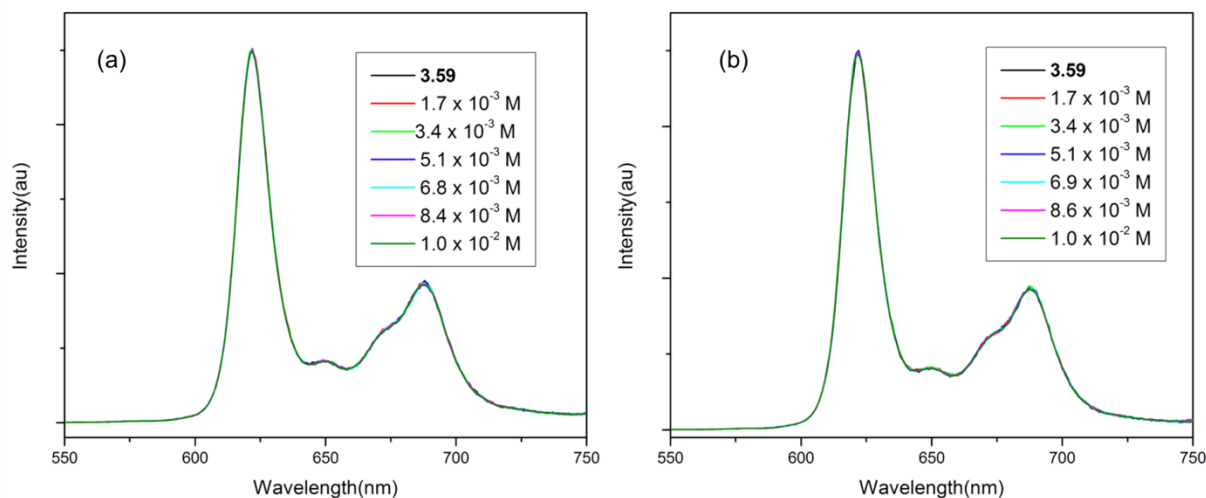 (a)
3.59
1.7 x 10⁻³ M
3.4 x 10⁻³ M
5.1 x 10⁻³ M
6.8 x 10⁻³ M
8.4 x 10⁻³ M
1.0 x 10⁻² M
Intensity(au)
550 600 650 700 750
Wavelength(nm)
(b)
3.59
1.7 x 10⁻³ M
3.4 x 10⁻³ M
5.1 x 10⁻³ M
6.9 x 10⁻³ M
8.6 x 10⁻³ M
1.0 x 10⁻² M
Intensity(au)
550 600 650 700 750
Wavelength(nm)